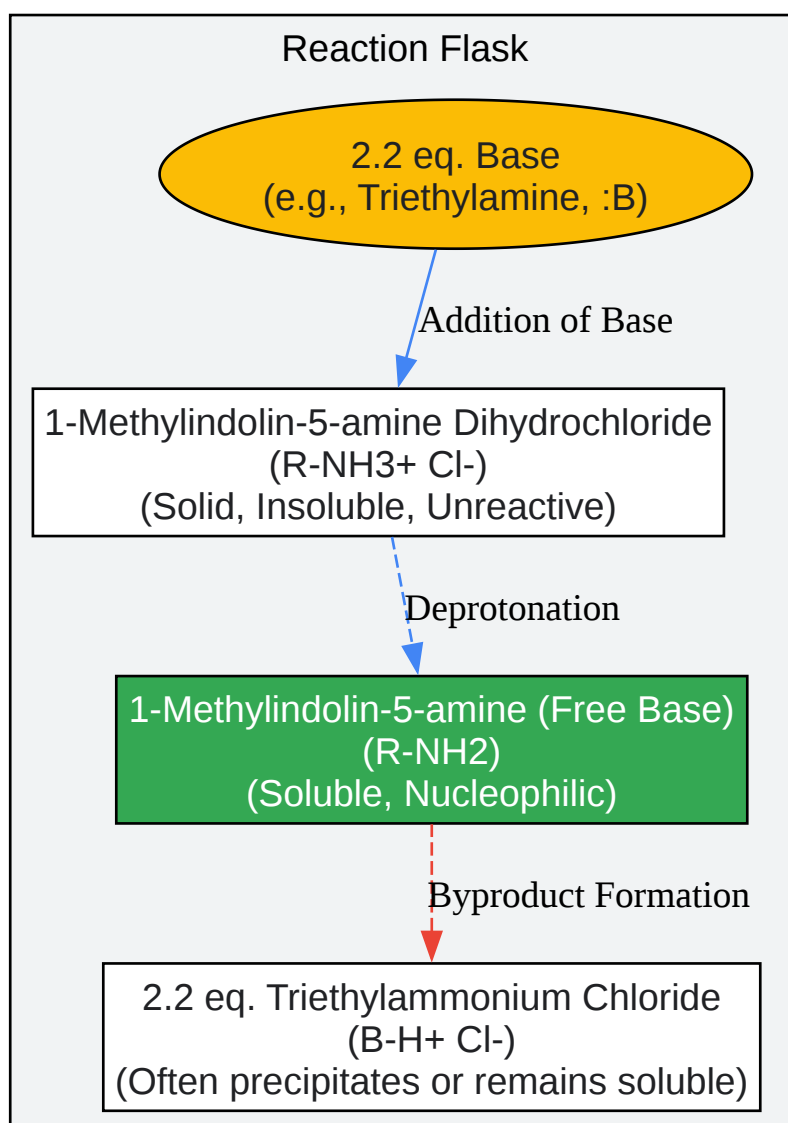 Reaction Flask
2.2 eq. Base
(e.g., Triethylamine, :B)
Addition of Base
1-Methylindolin-5-amine Dihydrochloride
(R-NH3+ Cl-)
(Solid, Insoluble, Unreactive)
Deprotonation
1-Methylindolin-5-amine (Free Base)
(R-NH2)
(Soluble, Nucleophilic)
Byproduct Formation
2.2 eq. Triethylammonium Chloride
(B-H+ Cl-)
(Often precipitates or remains soluble)